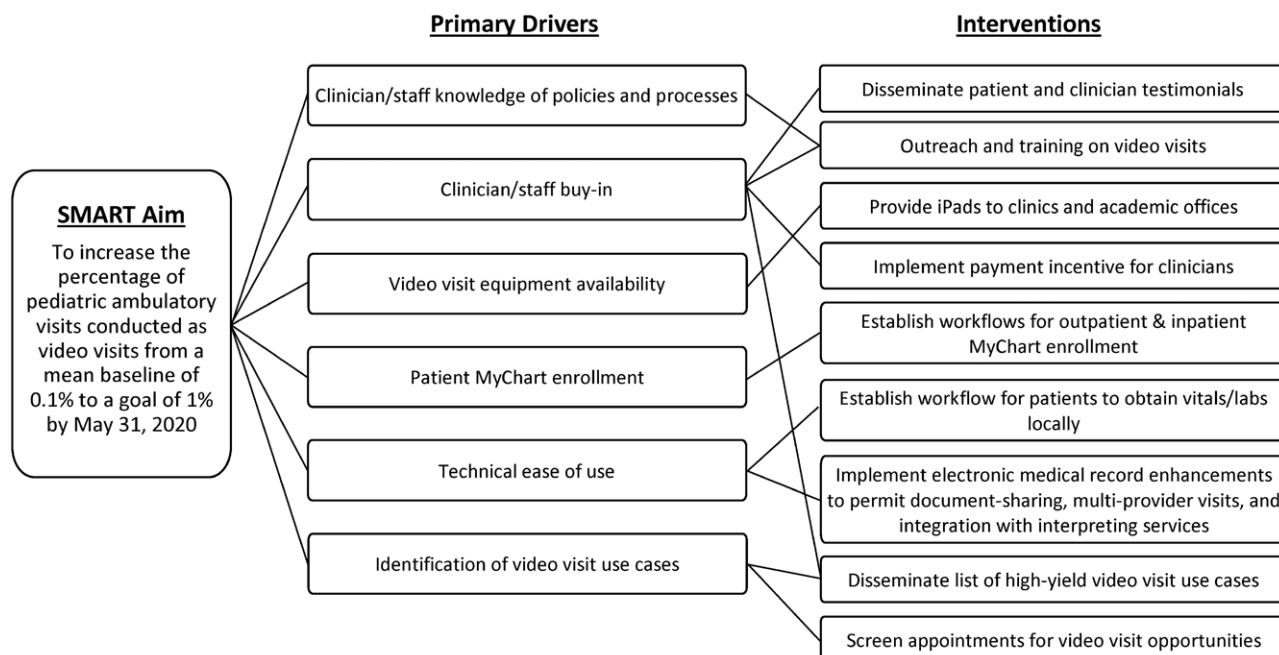 Primary Drivers
Interventions
SMART Aim
To increase the
percentage of
pediatric ambulatory
visits conducted as
video visits from a
mean baseline of
0.1% to a goal of 1%
by May 31, 2020
Clinician/staff knowledge of policies and processes
Clinician/staff buy-in
Video visit equipment availability
Patient MyChart enrollment
Technical ease of use
Identification of video visit use cases
Disseminate patient and clinician testimonials
Outreach and training on video visits
Provide iPads to clinics and academic offices
Implement payment incentive for clinicians
Establish workflows for outpatient & inpatient
MyChart enrollment
Establish workflow for patients to obtain vitals/labs
locally
Implement electronic medical record enhancements
to permit document-sharing, multi-provider visits, and
integration with interpreting services
Disseminate list of high-yield video visit use cases
Screen appointments for video visit opportunities